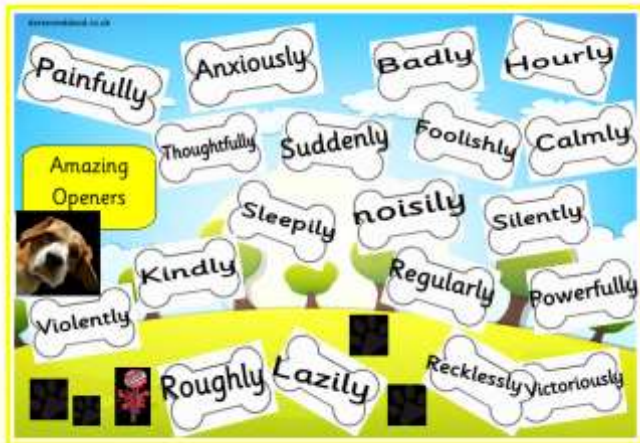 Painfully
Anxiously
Badly
Hourly
Thoughtfully
Suddenly
Foolishly
Calmly
Amazing
Openers
Sleepily
noisily
Silently
Kindly
Regularly
Powerfully
Violently
Roughly
Lazily
Recklessly
Victoriously